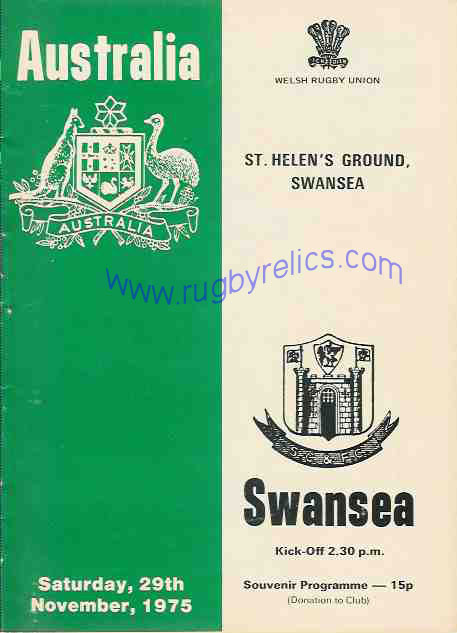 Australia
AUSTRALIA
Saturday, 29th
November, 1975
WELSH RUGBY UNION
ST. HELEN'S GROUND,
SWANSEA
www.rugbyrelics.com
S.C. & F.C.
Swansea
Kick-Off 2.30 p.m.
Souvenir Programme — 15p
(Donation to Club)